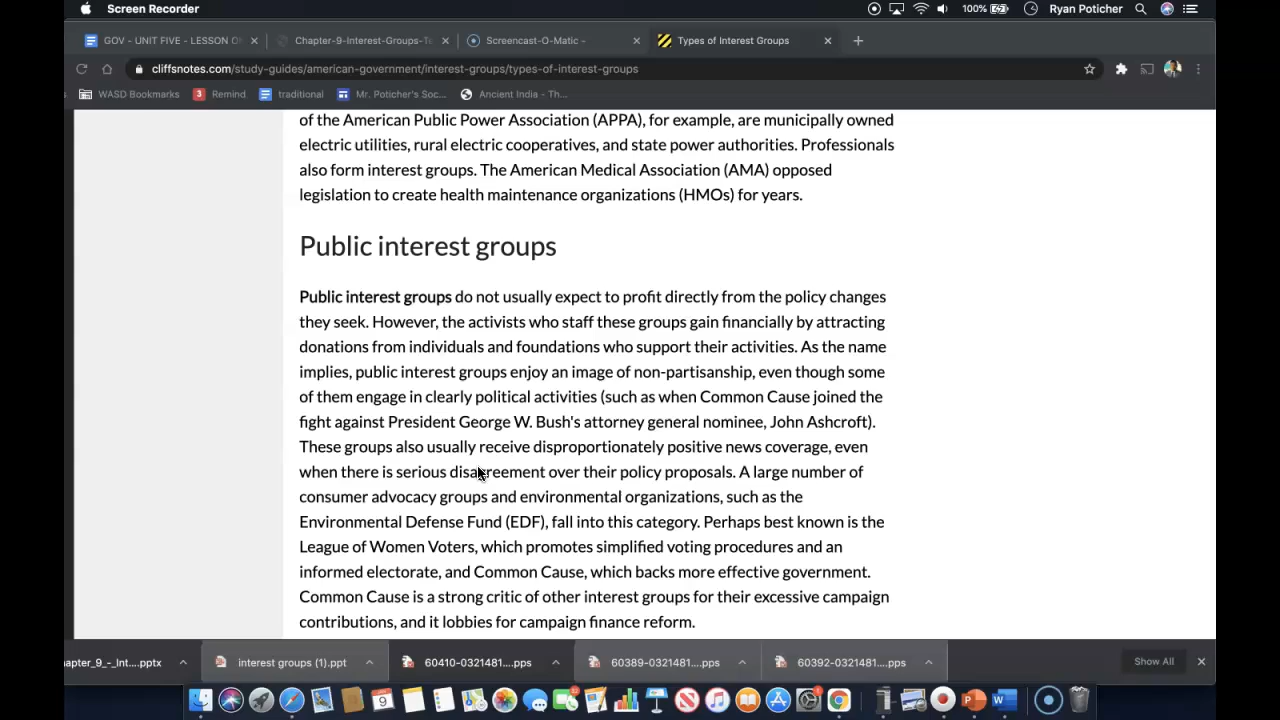 Screen Recorder
100%
Ryan Poticher
GOV - UNIT FIVE - LESSON O
Chapter-9-Interest-Groups-Tu
Screencast-O-Matic -
Types of Interest Groups
cliffsnotes.com/study-guides/american-government/interest-groups/types-of-interest-groups
WASD Bookmarks
3 Remind
traditional
Mr. Poticher's Soc...
Ancient India - Th...
of the American Public Power Association (APPA), for example, are municipally owned
electric utilities, rural electric cooperatives, and state power authorities. Professionals
also form interest groups. The American Medical Association (AMA) opposed
legislation to create health maintenance organizations (HMOs) for years.
Public interest groups
Public interest groups do not usually expect to profit directly from the policy changes
they seek. However, the activists who staff these groups gain financially by attracting
donations from individuals and foundations who support their activities. As the name
implies, public interest groups enjoy an image of non-partisanship, even though some
of them engage in clearly political activities (such as when Common Cause joined the
fight against President George W. Bush's attorney general nominee, John Ashcroft).
These groups also usually receive disproportionately positive news coverage, even
when there is serious disagreement over their policy proposals. A large number of
consumer advocacy groups and environmental organizations, such as the
Environmental Defense Fund (EDF), fall into this category. Perhaps best known is the
League of Women Voters, which promotes simplified voting procedures and an
informed electorate, and Common Cause, which backs more effective government.
Common Cause is a strong critic of other interest groups for their excessive campaign
contributions, and it lobbies for campaign finance reform.
hapter_9_-_Int....pptx
interest groups (1).ppt
60410-0321481....pps
60389-0321481....pps
60392-0321481....pps
Show All
9